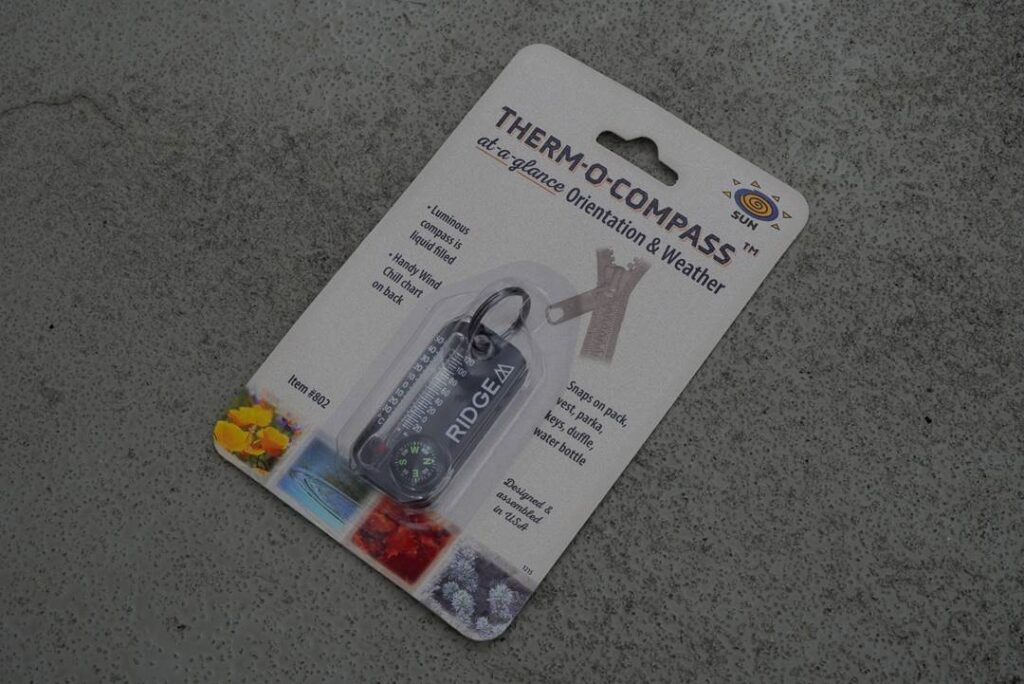 THERM-O-COMPASS™
at-a-glance Orientation & Weather
SUN
• Luminous
compass is
liquid filled
• Handy Wind
Chill chart
on back
RIDGE
N
E
S
W
Item #802
Snaps on pack,
vest, parka,
keys, duffle,
water bottle
Designed &
assembled
in USA
1215